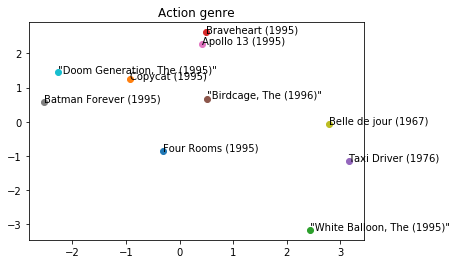 Action genre
Braveheart (1995)
Apollo 13 (1995)
"Doom Generation, The (1995)"
Copycat (1995)
Batman Forever (1995)
"Birdcage, The (1996)"
Belle de jour (1967)
Four Rooms (1995)
Taxi Driver (1976)
"White Balloon, The (1995)"
2
1
0
−1
−2
−3
−2 −1 0 1 2 3